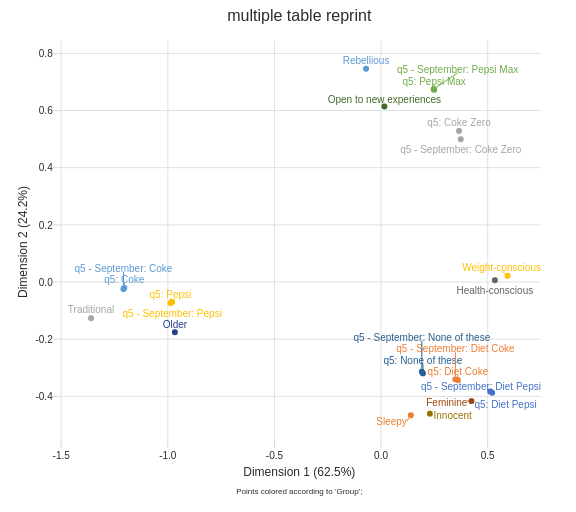 multiple table reprint
0.8
0.6
0.4
0.2
0.0
-0.2
-0.4
Dimension 2 (24.2%)
Rebellious
q5 - September: Pepsi Max
q5: Pepsi Max
Open to new experiences
q5: Coke Zero
q5 - September: Coke Zero
q5 - September: Coke
q5: Coke
Weight-conscious
Health-conscious
q5: Pepsi
Traditional
q5 - September: Pepsi
Older
q5 - September: None of these
q5 - September: Diet Coke
q5: None of these
q5: Diet Coke
q5 - September: Diet Pepsi
Feminine
q5: Diet Pepsi
Innocent
Sleepy
-1.5
-1.0
-0.5
0.0
0.5
Dimension 1 (62.5%)
Points colored according to 'Group';